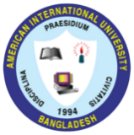 AMERICAN INTERNATIONAL UNIVERSITY
PRAESIDIUM
DISCIPLINA
CIVITATIS
1994
BANGLADESH